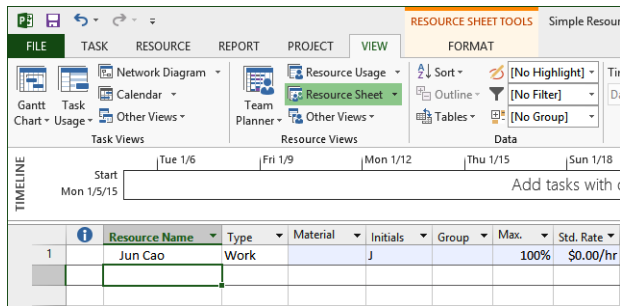 RESOURCE SHEET TOOLS Simple Resour
FILE TASK RESOURCE REPORT PROJECT VIEW FORMAT
Gantt Chart
Task Usage
Network Diagram
Calendar
Other Views
Task Views
Team Planner
Resource Usage
Resource Sheet
Other Views
Resource Views
Sort
Outline
Tables
[No Highlight]
[No Filter]
[No Group]
Data
Tim
Da
TIMELINE
Tue 1/6 Fri 1/9 Mon 1/12 Thu 1/15 Sun 1/18
Start
Mon 1/5/15
Add tasks with d
Resource Name Type Material Initials Group Max. Std. Rate
1 Jun Cao Work J 100% $0.00/hr